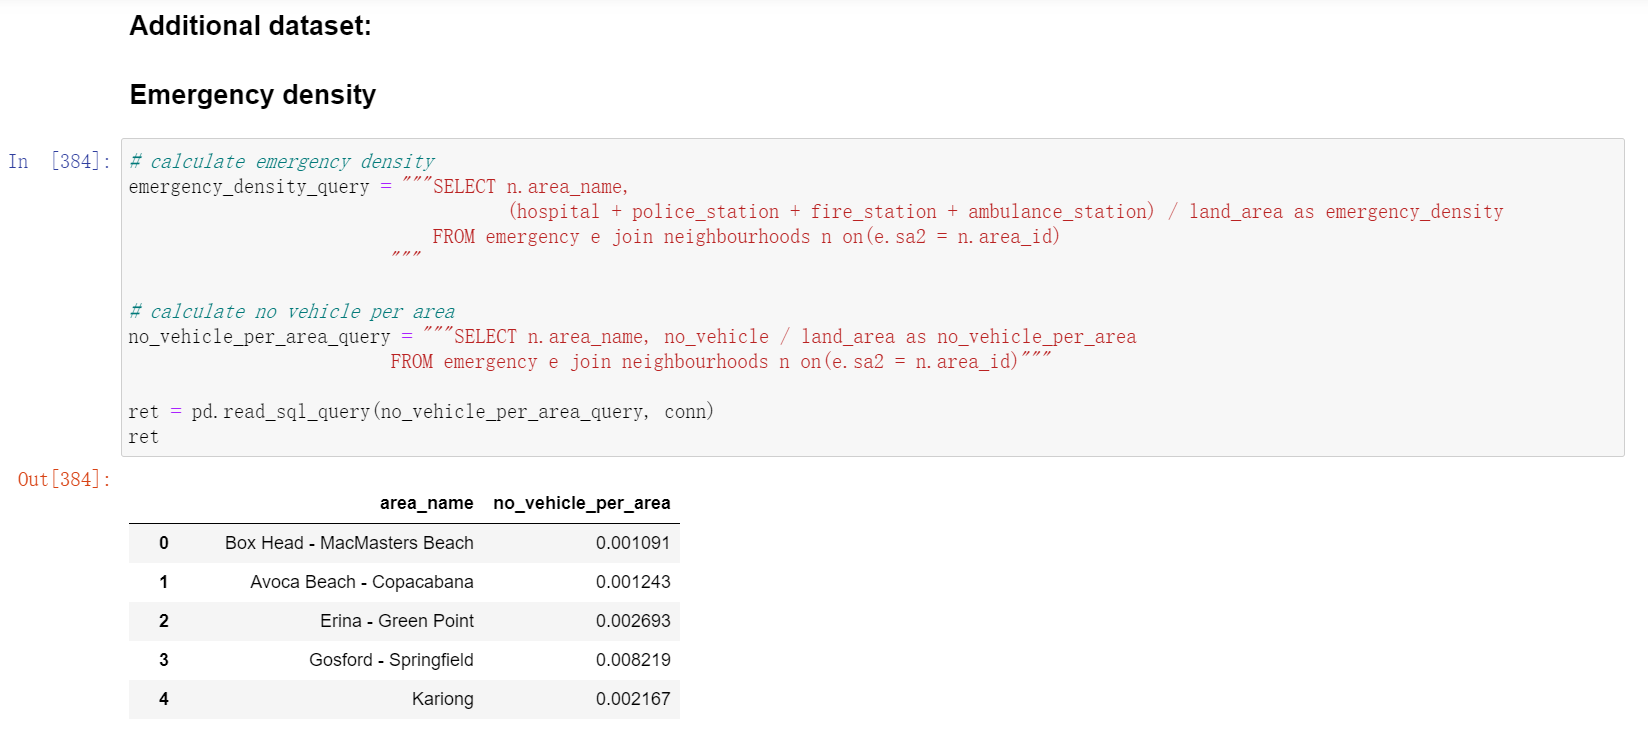 Additional dataset:
Emergency density
In [384]:
# calculate emergency density
emergency_density_query = """SELECT n.area_name,
(hospital + police_station + fire_station + ambulance_station) / land_area as emergency_density
FROM emergency e join neighbourhoods n on(e.sa2 = n.area_id)
"""
# calculate no vehicle per area
no_vehicle_per_area_query = """SELECT n.area_name, no_vehicle / land_area as no_vehicle_per_area
FROM emergency e join neighbourhoods n on(e.sa2 = n.area_id)"""
ret = pd.read_sql_query(no_vehicle_per_area_query, conn)
ret
Out[384]:
area_name no_vehicle_per_area
0 Box Head - MacMasters Beach 0.001091
1 Avoca Beach - Copacabana 0.001243
2 Erina - Green Point 0.002693
3 Gosford - Springfield 0.008219
4 Kariong 0.002167